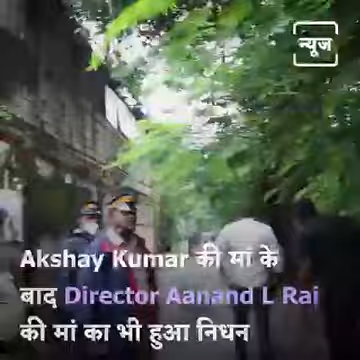 न्यूज
Akshay Kumar की मां के
बाद Director Aanand L Rai
की मां का भी हुआ निधन